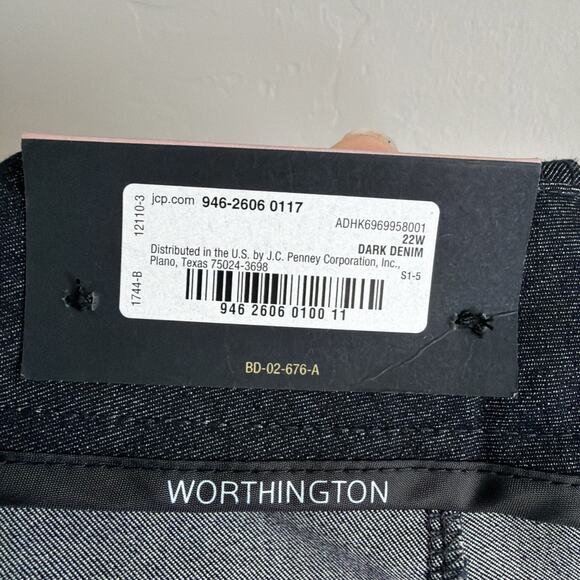 jcp.com 946-2606 0117
ADHK6969958001
22W
DARK DENIM
Distributed in the U.S. by J.C. Penney Corporation, Inc.,
Plano, Texas 75024-3698
S1-5
12110-3
1744-B
946 2606 0100 11
BD-02-676-A
WORTHINGTON